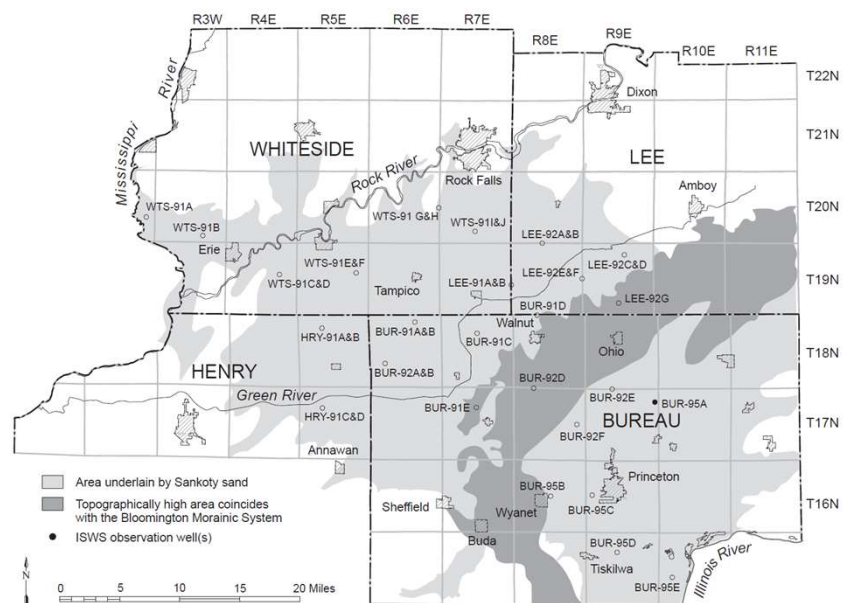 R3W R4E R5E R6E R7E R8E R9E R10E R11E
T22N
T21N
T20N
T19N
T18N
T17N
T16N
Mississippi River
Dixon
WHITESIDE
LEE
Rock River
Rock Falls
Amboy
WTS-91A
WTS-91B
WTS-91 G&H
WTS-91I&J
LEE-92A&B
Erie
WTS-91E&F
WTS-91C&D
Tampico
LEE-91A&B
LEE-92E&F
LEE-92C&D
LEE-92G
BUR-91D
HRY-91A&B
BUR-91A&B
Walnut
BUR-91C
Ohio
HENRY
BUR-92A&B
BUR-92D
BUR-92E
BUR-95A
Green River
HRY-91C&D
BUR-91E
BUREAU
BUR-92F
Annawan
Princeton
Sheffield
BUR-95B
Wyanet
BUR-95C
Buda
BUR-95D
Tiskilwa
BUR-95E
Illinois River
Area underlain by Sankoty sand
Topographically high area coincides
with the Bloomington Morainic System
ISWS observation well(s)
N
0 5 10 15 20 Miles